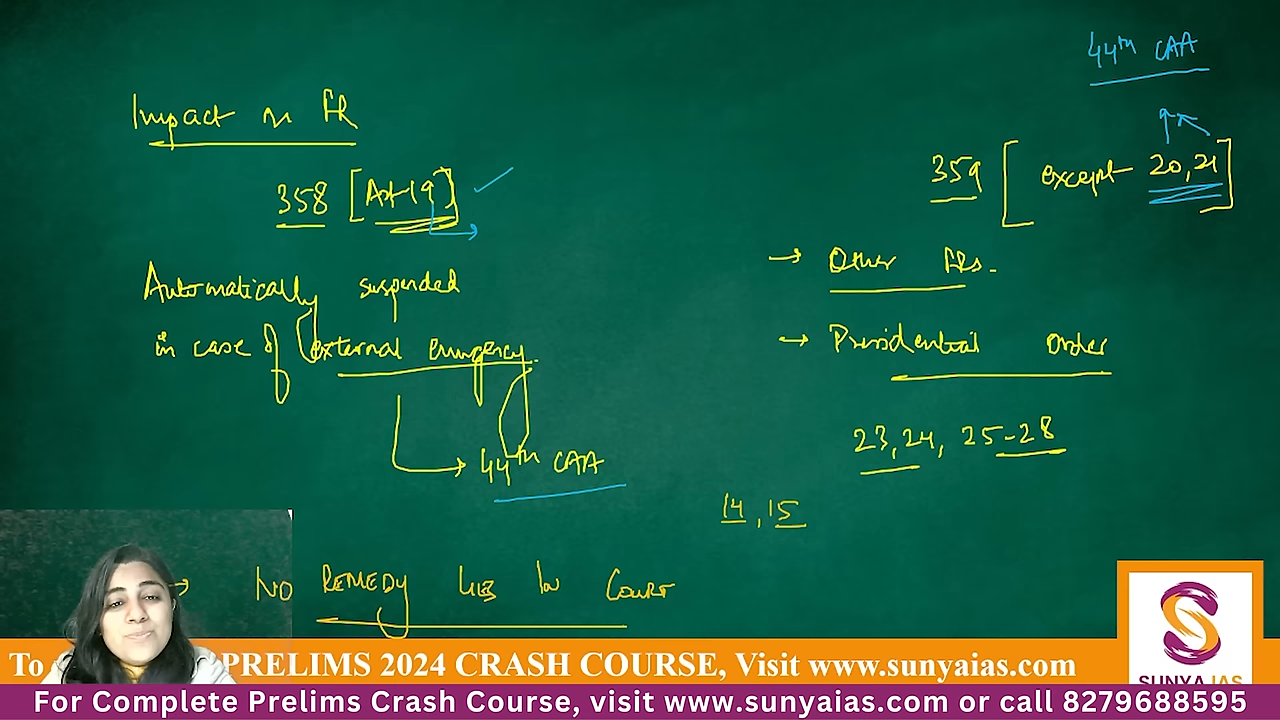 44th CAA
Impact on FR
358 [Art 19]
359 [except 20, 21]
Automatically suspended
in case of external emergency.
→ 44th CAA
→ Other FRs.
→ Presidential Order
23, 24, 25-28
14, 15
→ NO REMEDY LIES IN COURT
To PRELIMS 2024 CRASH COURSE, Visit www.sunyaias.com
SUNYA IAS
For Complete Prelims Crash Course, visit www.sunyaias.com or call 8279688595